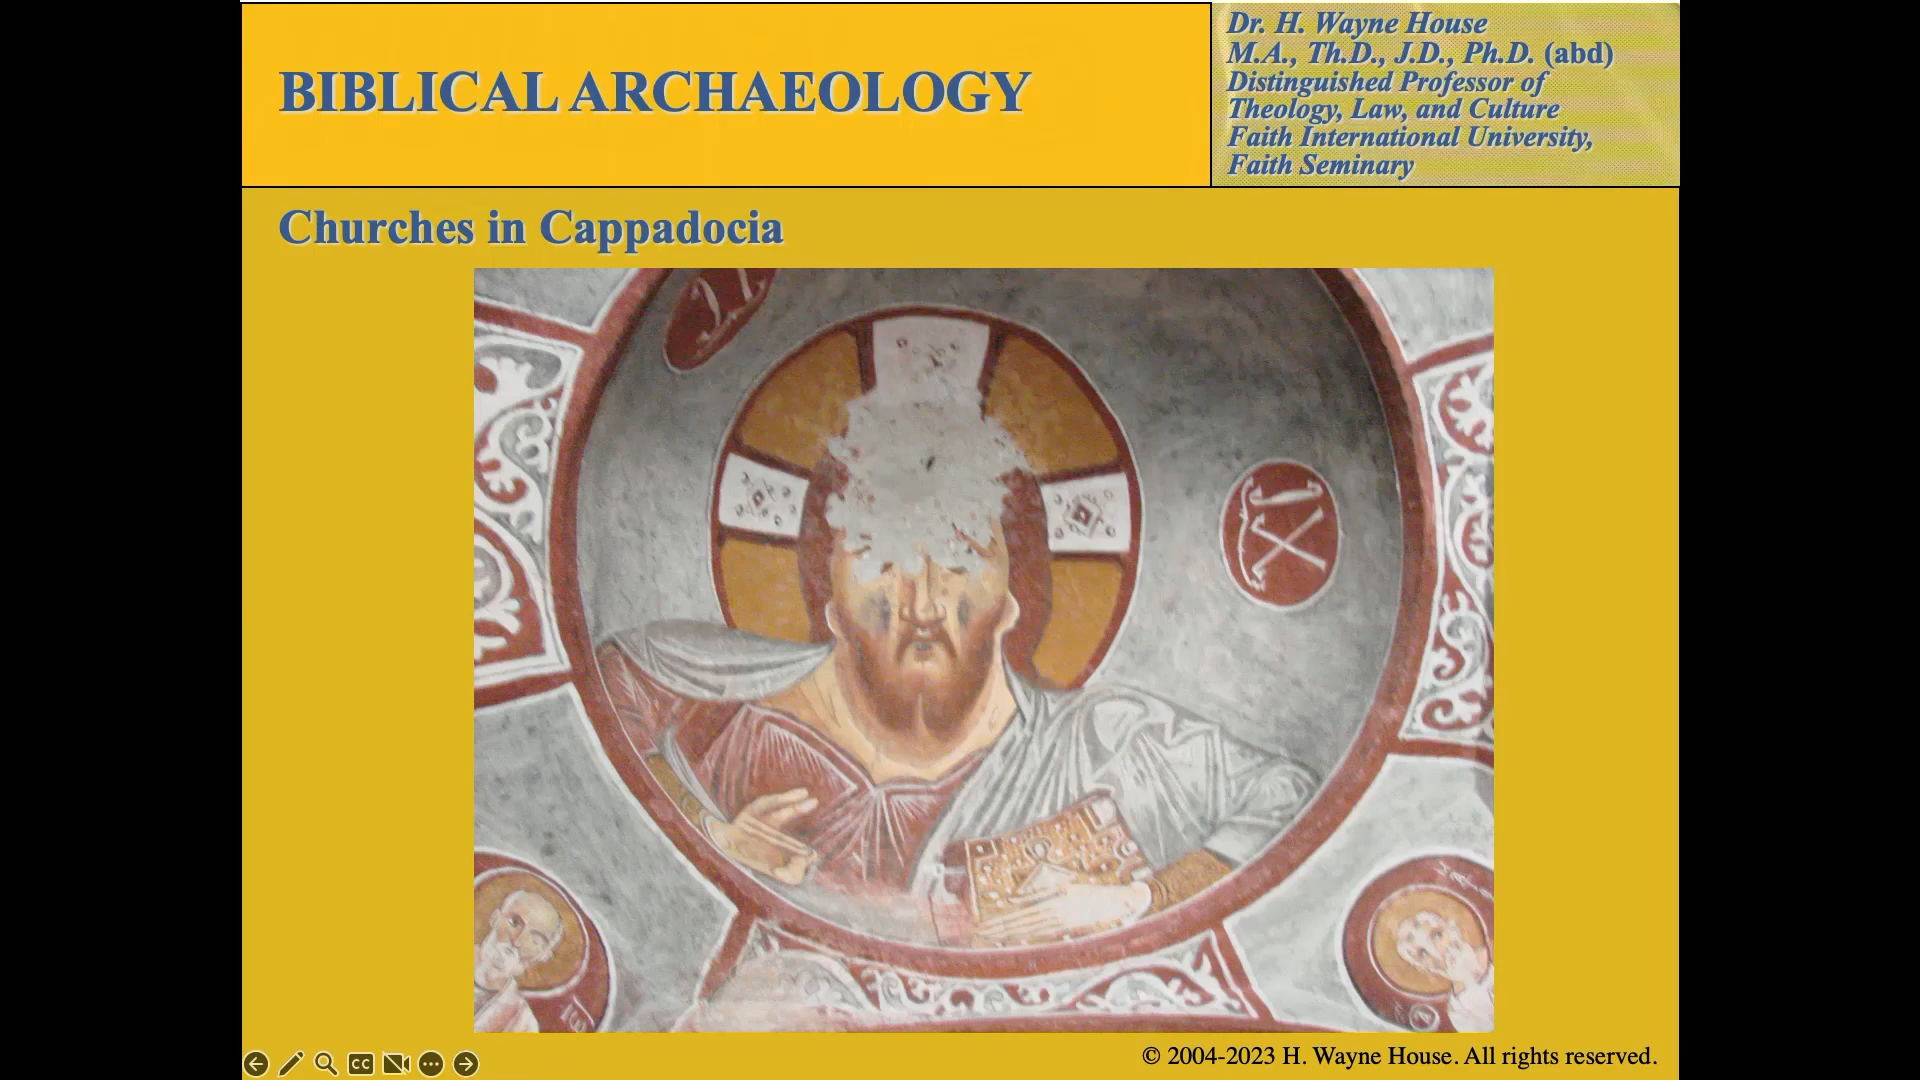 BIBLICAL ARCHAEOLOGY
Dr. H. Wayne House
M.A., Th.D., J.D., Ph.D. (abd)
Distinguished Professor of
Theology, Law, and Culture
Faith International University,
Faith Seminary
Churches in Cappadocia
CC
© 2004-2023 H. Wayne House. All rights reserved.